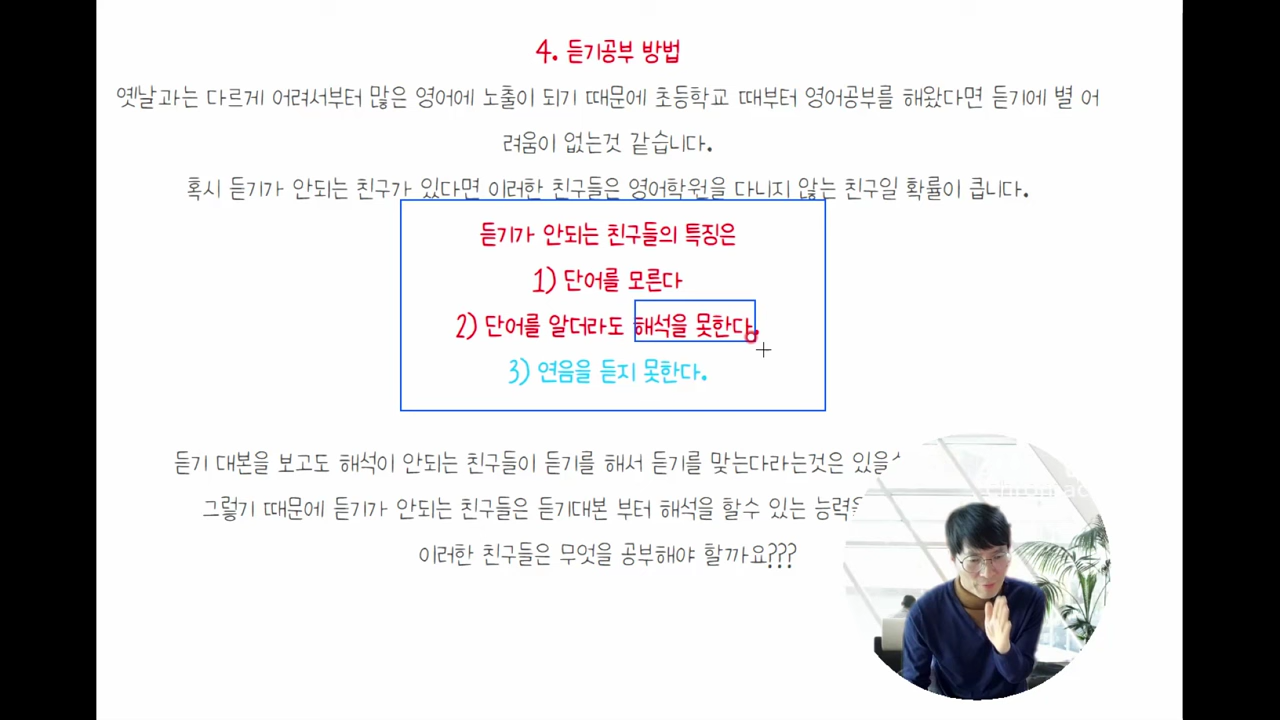 4. 듣기공부 방법
옛날과는 다르게 어려서부터 많은 영어에 노출이 되기 때문에 초등학교 때부터 영어공부를 해왔다면 듣기에 별 어
려움이 없는것 같습니다.
혹시 듣기가 안되는 친구가 있다면 이러한 친구들은 영어학원을 다니지 않는 친구일 확률이 큽니다.
듣기가 안되는 친구들의 특징은
1) 단어를 모른다
2) 단어를 알더라도 해석을 못한다.
3) 연음을 듣지 못한다.
듣기 대본을 보고도 해석이 안되는 친구들이 듣기를 해서 듣기를 맞는다라는것은
그렇기 때문에 듣기가 안되는 친구들은 듣기대본 부터 해석을 할수 있는
이러한 친구들은 무엇을 공부해야 할까요???